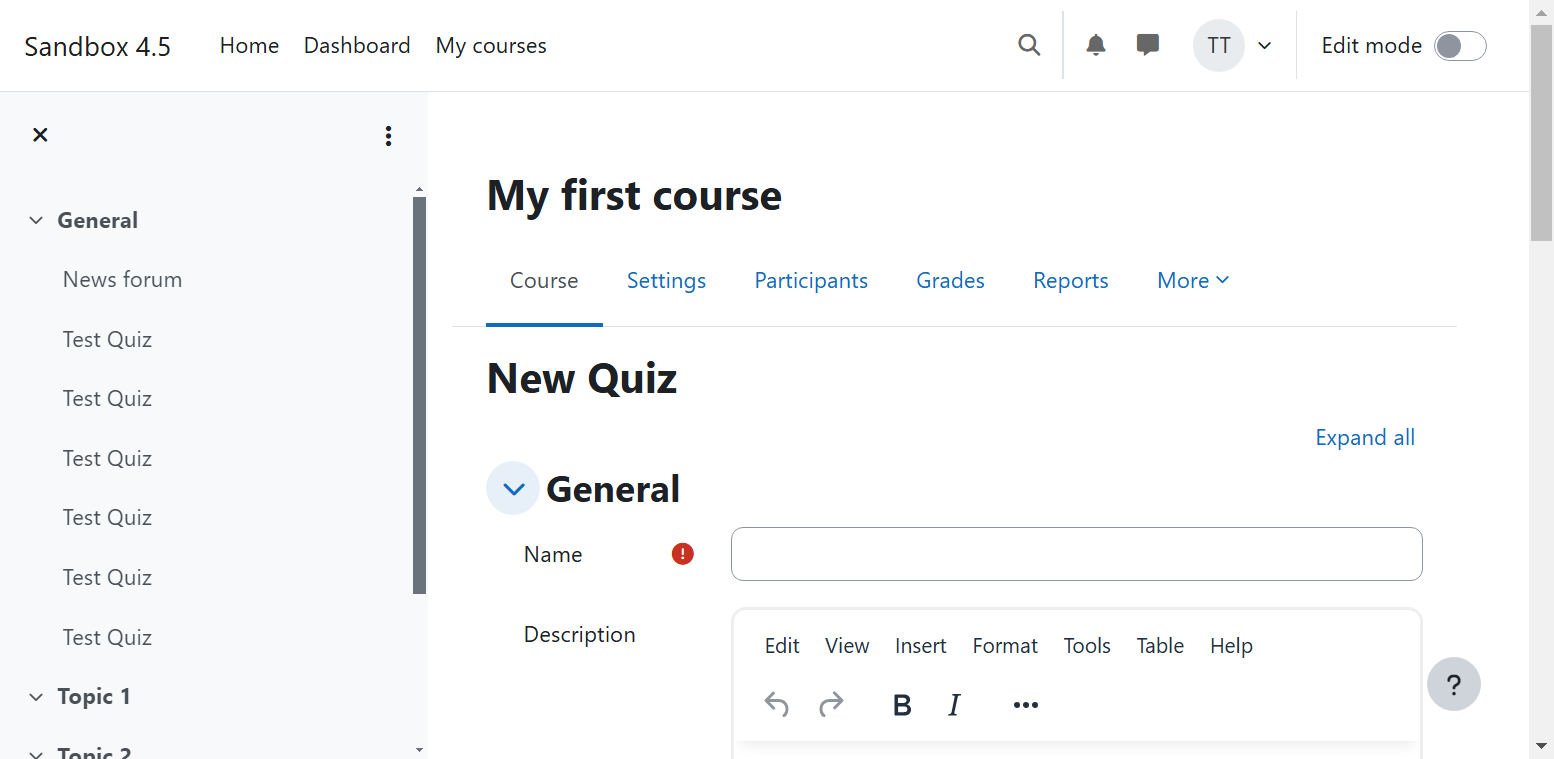 Sandbox 4.5 Home Dashboard My courses TT Edit mode
General
News forum
Test Quiz
Test Quiz
Test Quiz
Test Quiz
Test Quiz
Test Quiz
Topic 1
Topic 2
My first course
Course Settings Participants Grades Reports More
New Quiz
Expand all
General
Name
Description
Edit View Insert Format Tools Table Help
B I
?